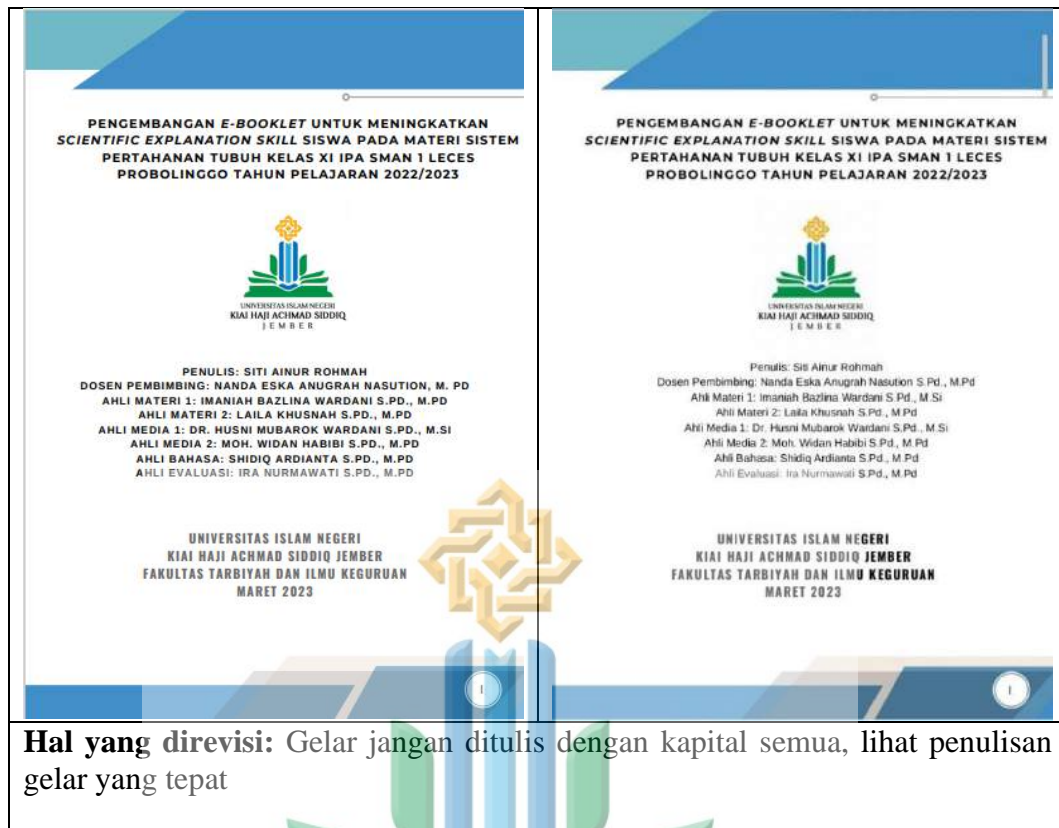 PENGEMBANGAN E-BOOKLET UNTUK MENINGKATKAN
SCIENTIFIC EXPLANATION SKILL SISWA PADA MATERI SISTEM
PERTAHANAN TUBUH KELAS XI IPA SMAN 1 LECES
PROBOLINGGO TAHUN PELAJARAN 2022/2023
UNIVERSITAS ISLAM NEGERI
KIAI HAJI ACHMAD SIDDIQ
JEMBER
PENULIS: SITI AINUR ROHMAH
DOSEN PEMBIMBING: NANDA ESKA ANUGRAH NASUTION, M. PD
AHLI MATERI 1: IMANIAH BAZLINA WARDANI S.PD., M.PD
AHLI MATERI 2: LAILA KHUSNAH S.PD., M.PD
AHLI MEDIA 1: DR. HUSNI MUBAROK WARDANI S.PD., M.SI
AHLI MEDIA 2: MOH. WIDAN HABIBI S.PD., M.PD
AHLI BAHASA: SHIDIQ ARDIANTA S.PD., M.PD
AHLI EVALUASI: IRA NURMAWATI S.PD., M.PD
UNIVERSITAS ISLAM NEGERI
KIAI HAJI ACHMAD SIDDIQ JEMBER
FAKULTAS TARBIYAH DAN ILMU KEGURUAN
MARET 2023
I
PENGEMBANGAN E-BOOKLET UNTUK MENINGKATKAN
SCIENTIFIC EXPLANATION SKILL SISWA PADA MATERI SISTEM
PERTAHANAN TUBUH KELAS XI IPA SMAN 1 LECES
PROBOLINGGO TAHUN PELAJARAN 2022/2023
UNIVERSITAS ISLAM NEGERI
KIAI HAJI ACHMAD SIDDIQ
JEMBER
Penulis: Siti Ainur Rohmah
Dosen Pembimbing: Nanda Eska Anugrah Nasution S.Pd., M.Pd
Ahli Materi 1: Imaniah Bazlina Wardani S.Pd., M.Si
Ahli Materi 2: Laila Khusnah S.Pd., M.Pd
Ahli Media 1: Dr. Husni Mubarok Wardani S.Pd., M.Si
Ahli Media 2: Moh. Widan Habibi S.Pd., M.Pd
Ahli Bahasa: Shidiq Ardianta S.Pd., M.Pd
Ahli Evaluasi: Ira Nurmawati S.Pd., M.Pd
UNIVERSITAS ISLAM NEGERI
KIAI HAJI ACHMAD SIDDIQ JEMBER
FAKULTAS TARBIYAH DAN ILMU KEGURUAN
MARET 2023
I
Hal yang direvisi: Gelar jangan ditulis dengan kapital semua, lihat penulisan
gelar yang tepat